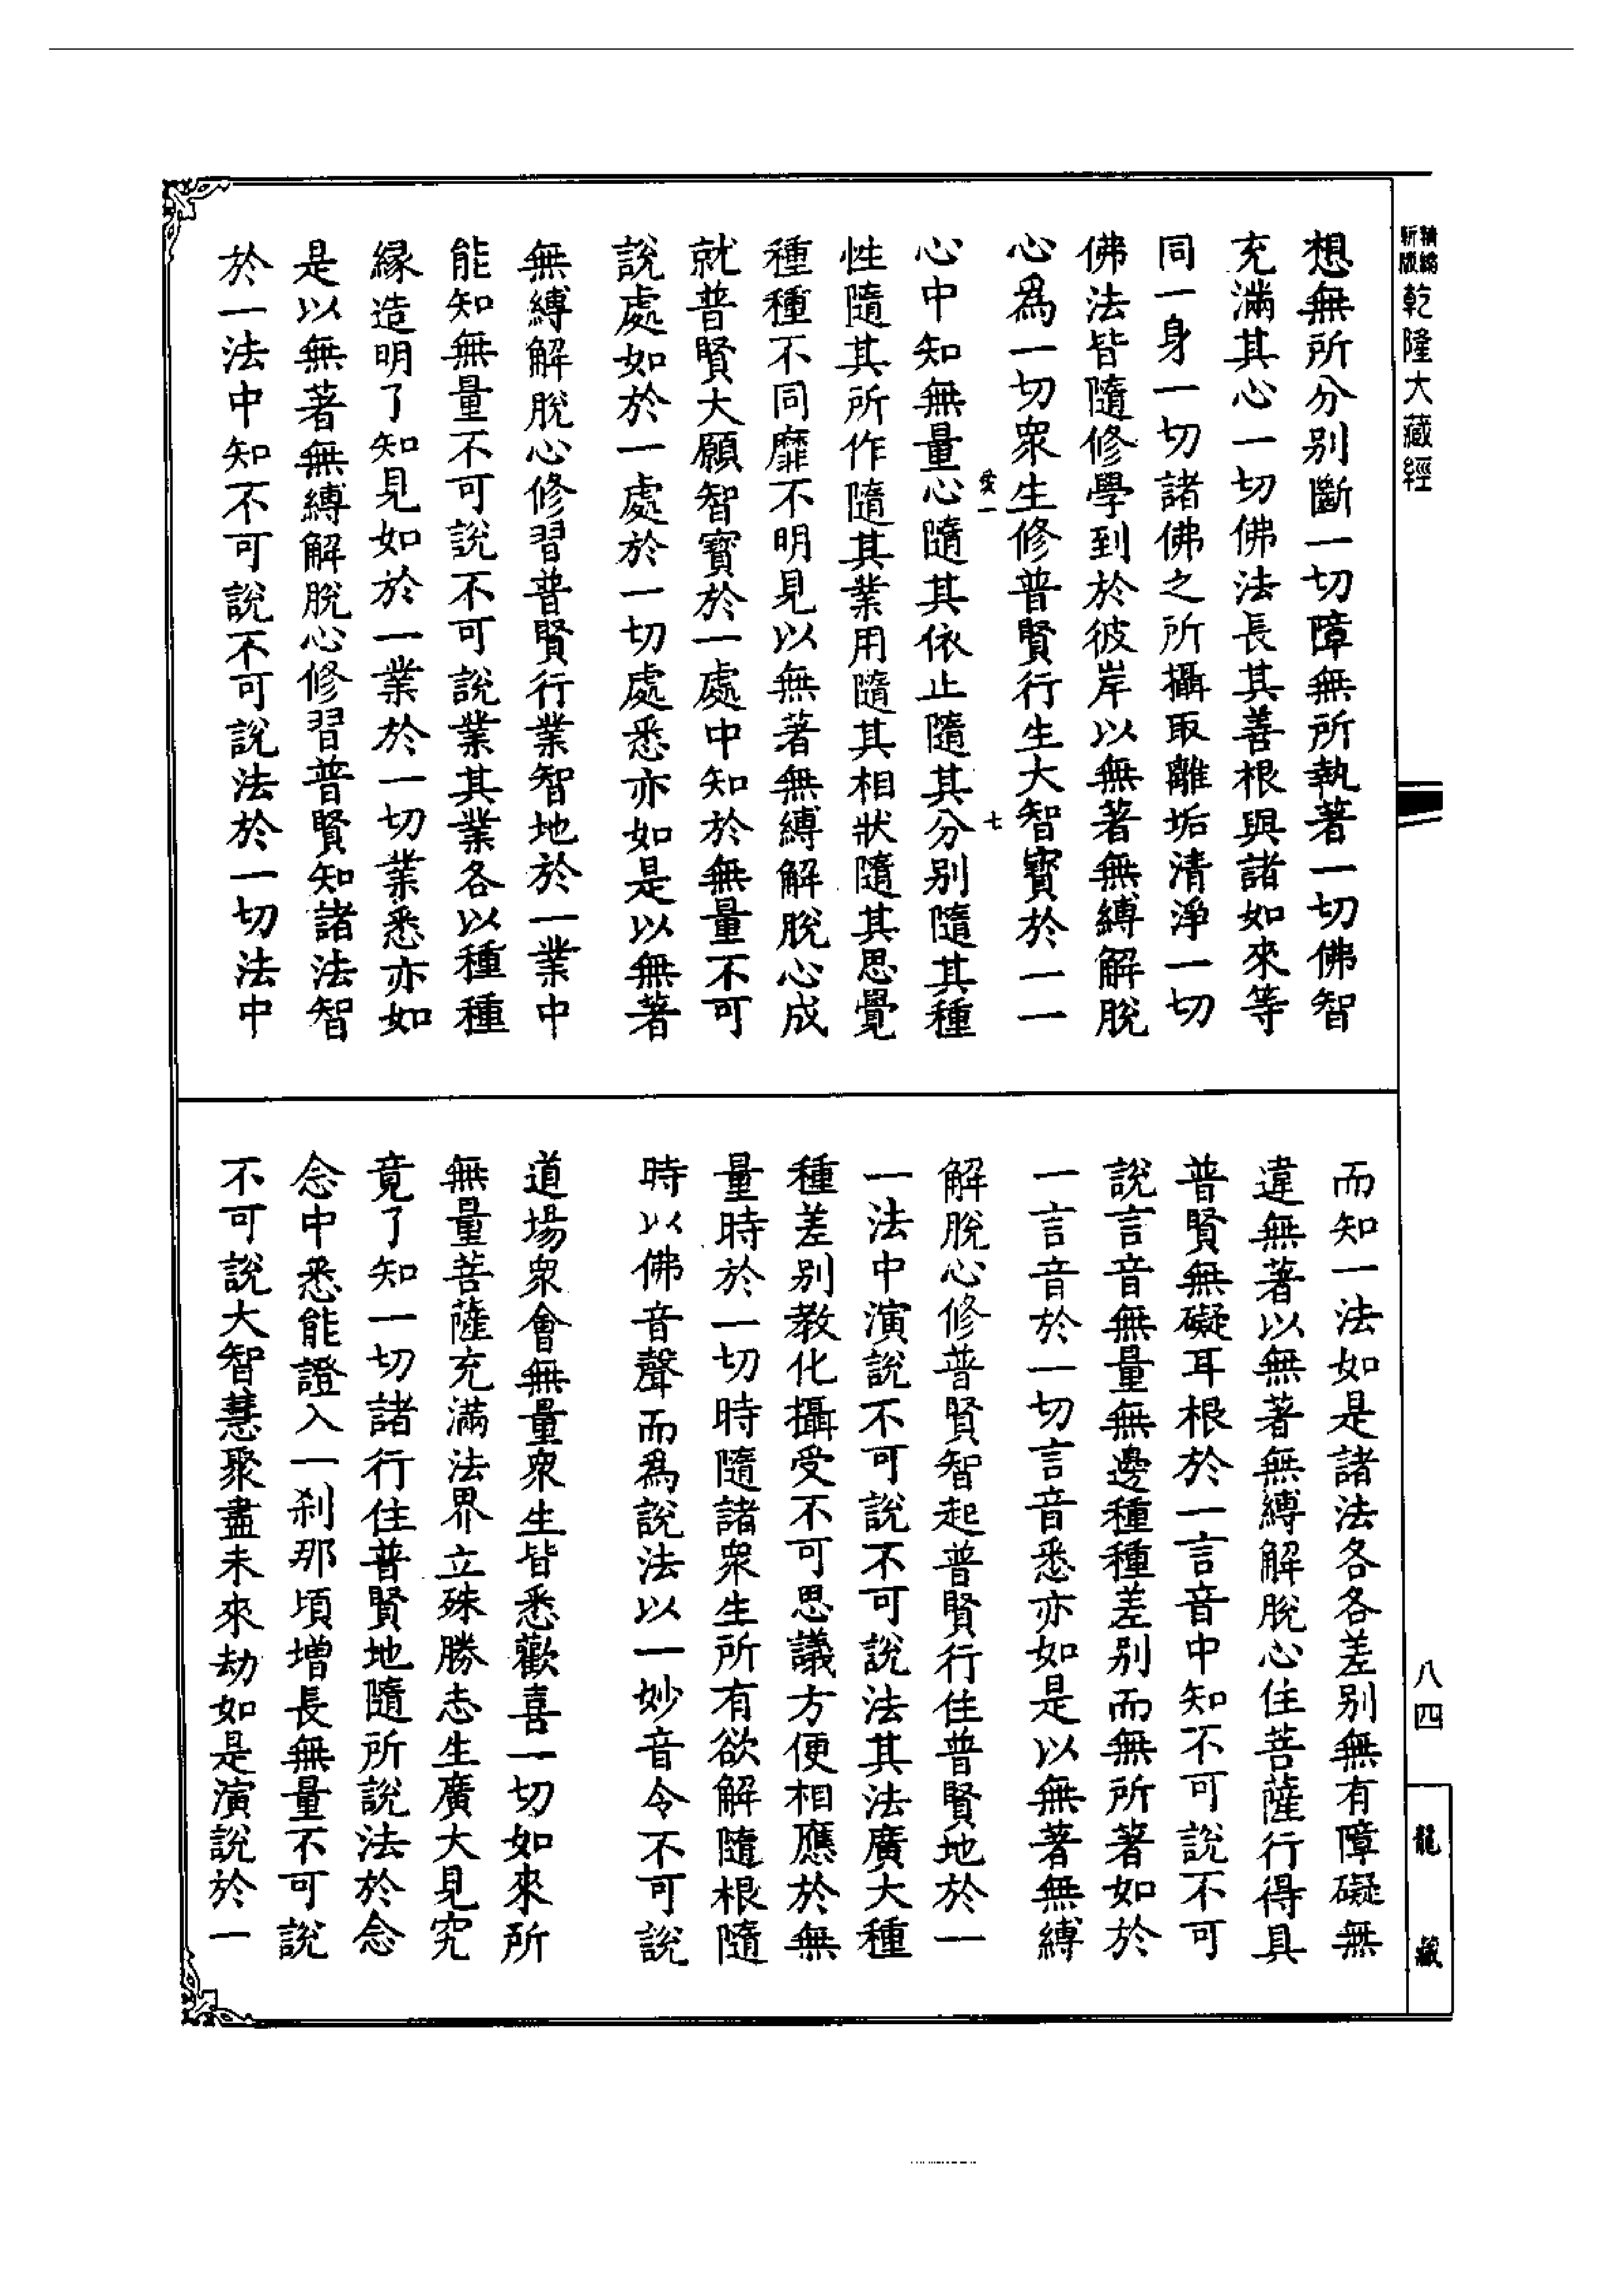 精編
新版
乾隆大藏經
想無所分別斷一切障無所執著一切佛智
充滿其心一切佛法長其善根與諸如來等
同一身一切諸佛之所攝取離垢清淨一切
佛法皆隨修學到於彼岸以無著無縛解脫
心爲一切衆生修普賢行生大智寶於一一
心中知無量心隨其依止隨其分別隨其種
性隨其所作隨其業用隨其相狀隨其思覺
種種不同靡不明見以無著無縛解脫心成
就普賢大願智寶於一處中知於無量不可
說處如於一處於一切處悉亦如是以無著
無縛解脫心修習普賢行業智地於一業中
能知無量不可說不可說業其業各以種種
緣造明了知見如於一業於一切業悉亦如
是以無著無縛解脫心修習普賢知諸法智
於一法中知不可說不可說法於一切法中
七
而知一法如是諸法各各差別無有障礙無
違無著以無著無縛解脫心住菩薩行得具
普賢無礙耳根於一言音中知不可說不可
說言音無量無邊種種差別而無所著如於
一言音於一切言音悉亦如是以無著無縛
解脫心修普賢智起普賢行住普賢地於一
一法中演說不可說不可說法其法廣大種
種差別教化攝受不可思議方便相應於無
量時於一切時隨諸衆生所有欲解隨根隨
時以佛音聲而爲說法以一妙音令不可說
道場衆會無量衆生皆悉歡喜一切如來所
無量菩薩充滿法界立殊勝志生廣大見究
竟了知一切諸行住普賢地隨所說法於念
念中悉能證入一刹那頃增長無量不可說
不可說大智慧聚盡未來劫如是演說於一
八四
龍藏